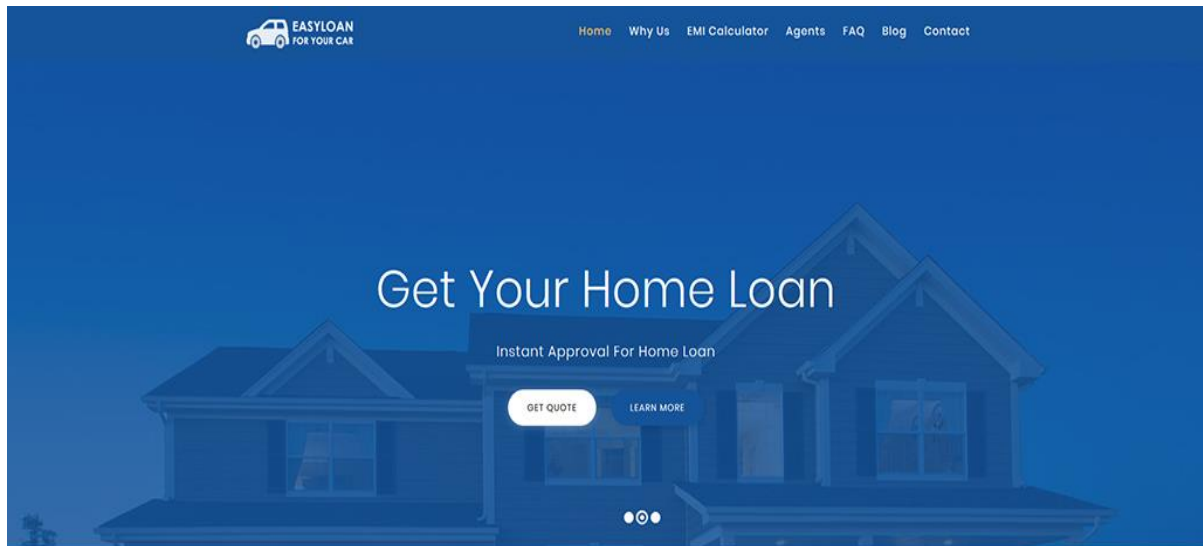 EASYLOAN
FOR YOUR CAR
Home Why Us EMI Calculator Agents FAQ Blog Contact
Get Your Home Loan
Instant Approval For Home Loan
GET QUOTE LEARN MORE